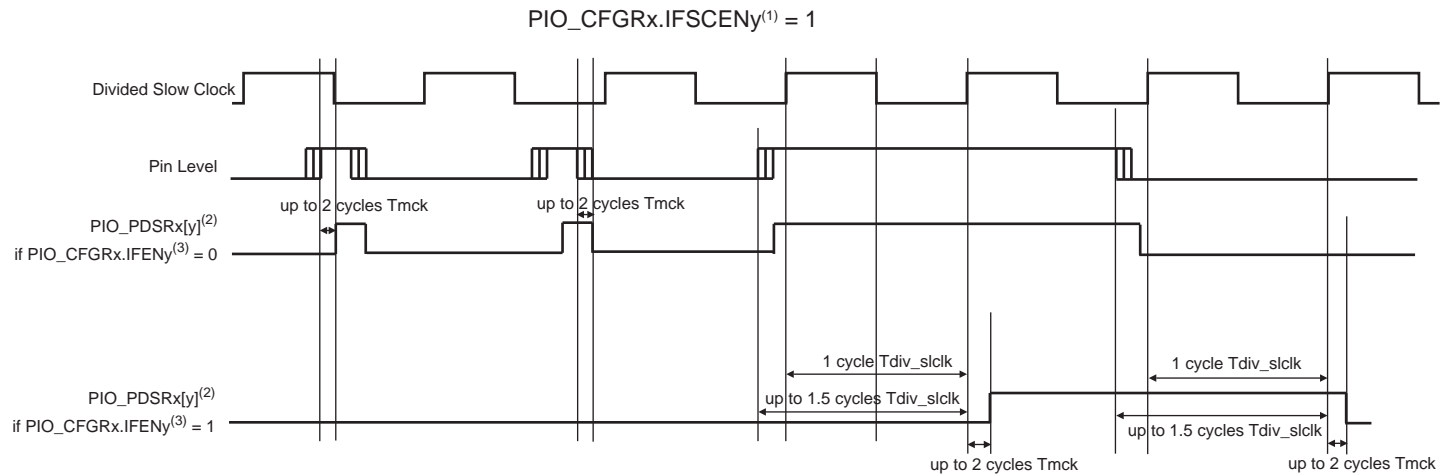 PIO_CFGRx.IFSCENy(1) = 1
Divided Slow Clock
Pin Level
up to 2 cycles Tmck
up to 2 cycles Tmck
PIO_PDSRx[y](2)
if PIO_CFGRx.IFENy(3) = 0
1 cycle Tdiv_slclk
1 cycle Tdiv_slclk
PIO_PDSRx[y](2)
up to 1.5 cycles Tdiv_slclk
if PIO_CFGRx.IFENy(3) = 1
up to 1.5 cycles Tdiv_slclk
up to 2 cycles Tmck
up to 2 cycles Tmck